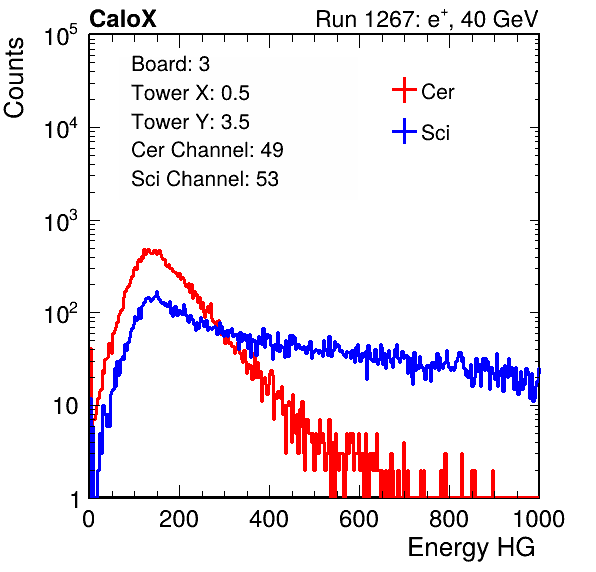 CaloX Run 1267: e⁺, 40 GeV
Counts
Board: 3
Tower X: 0.5
Tower Y: 3.5
Cer Channel: 49
Sci Channel: 53
Cer
Sci
10⁵
10⁴
10³
10²
10
1
0 200 400 600 800 1000
Energy HG